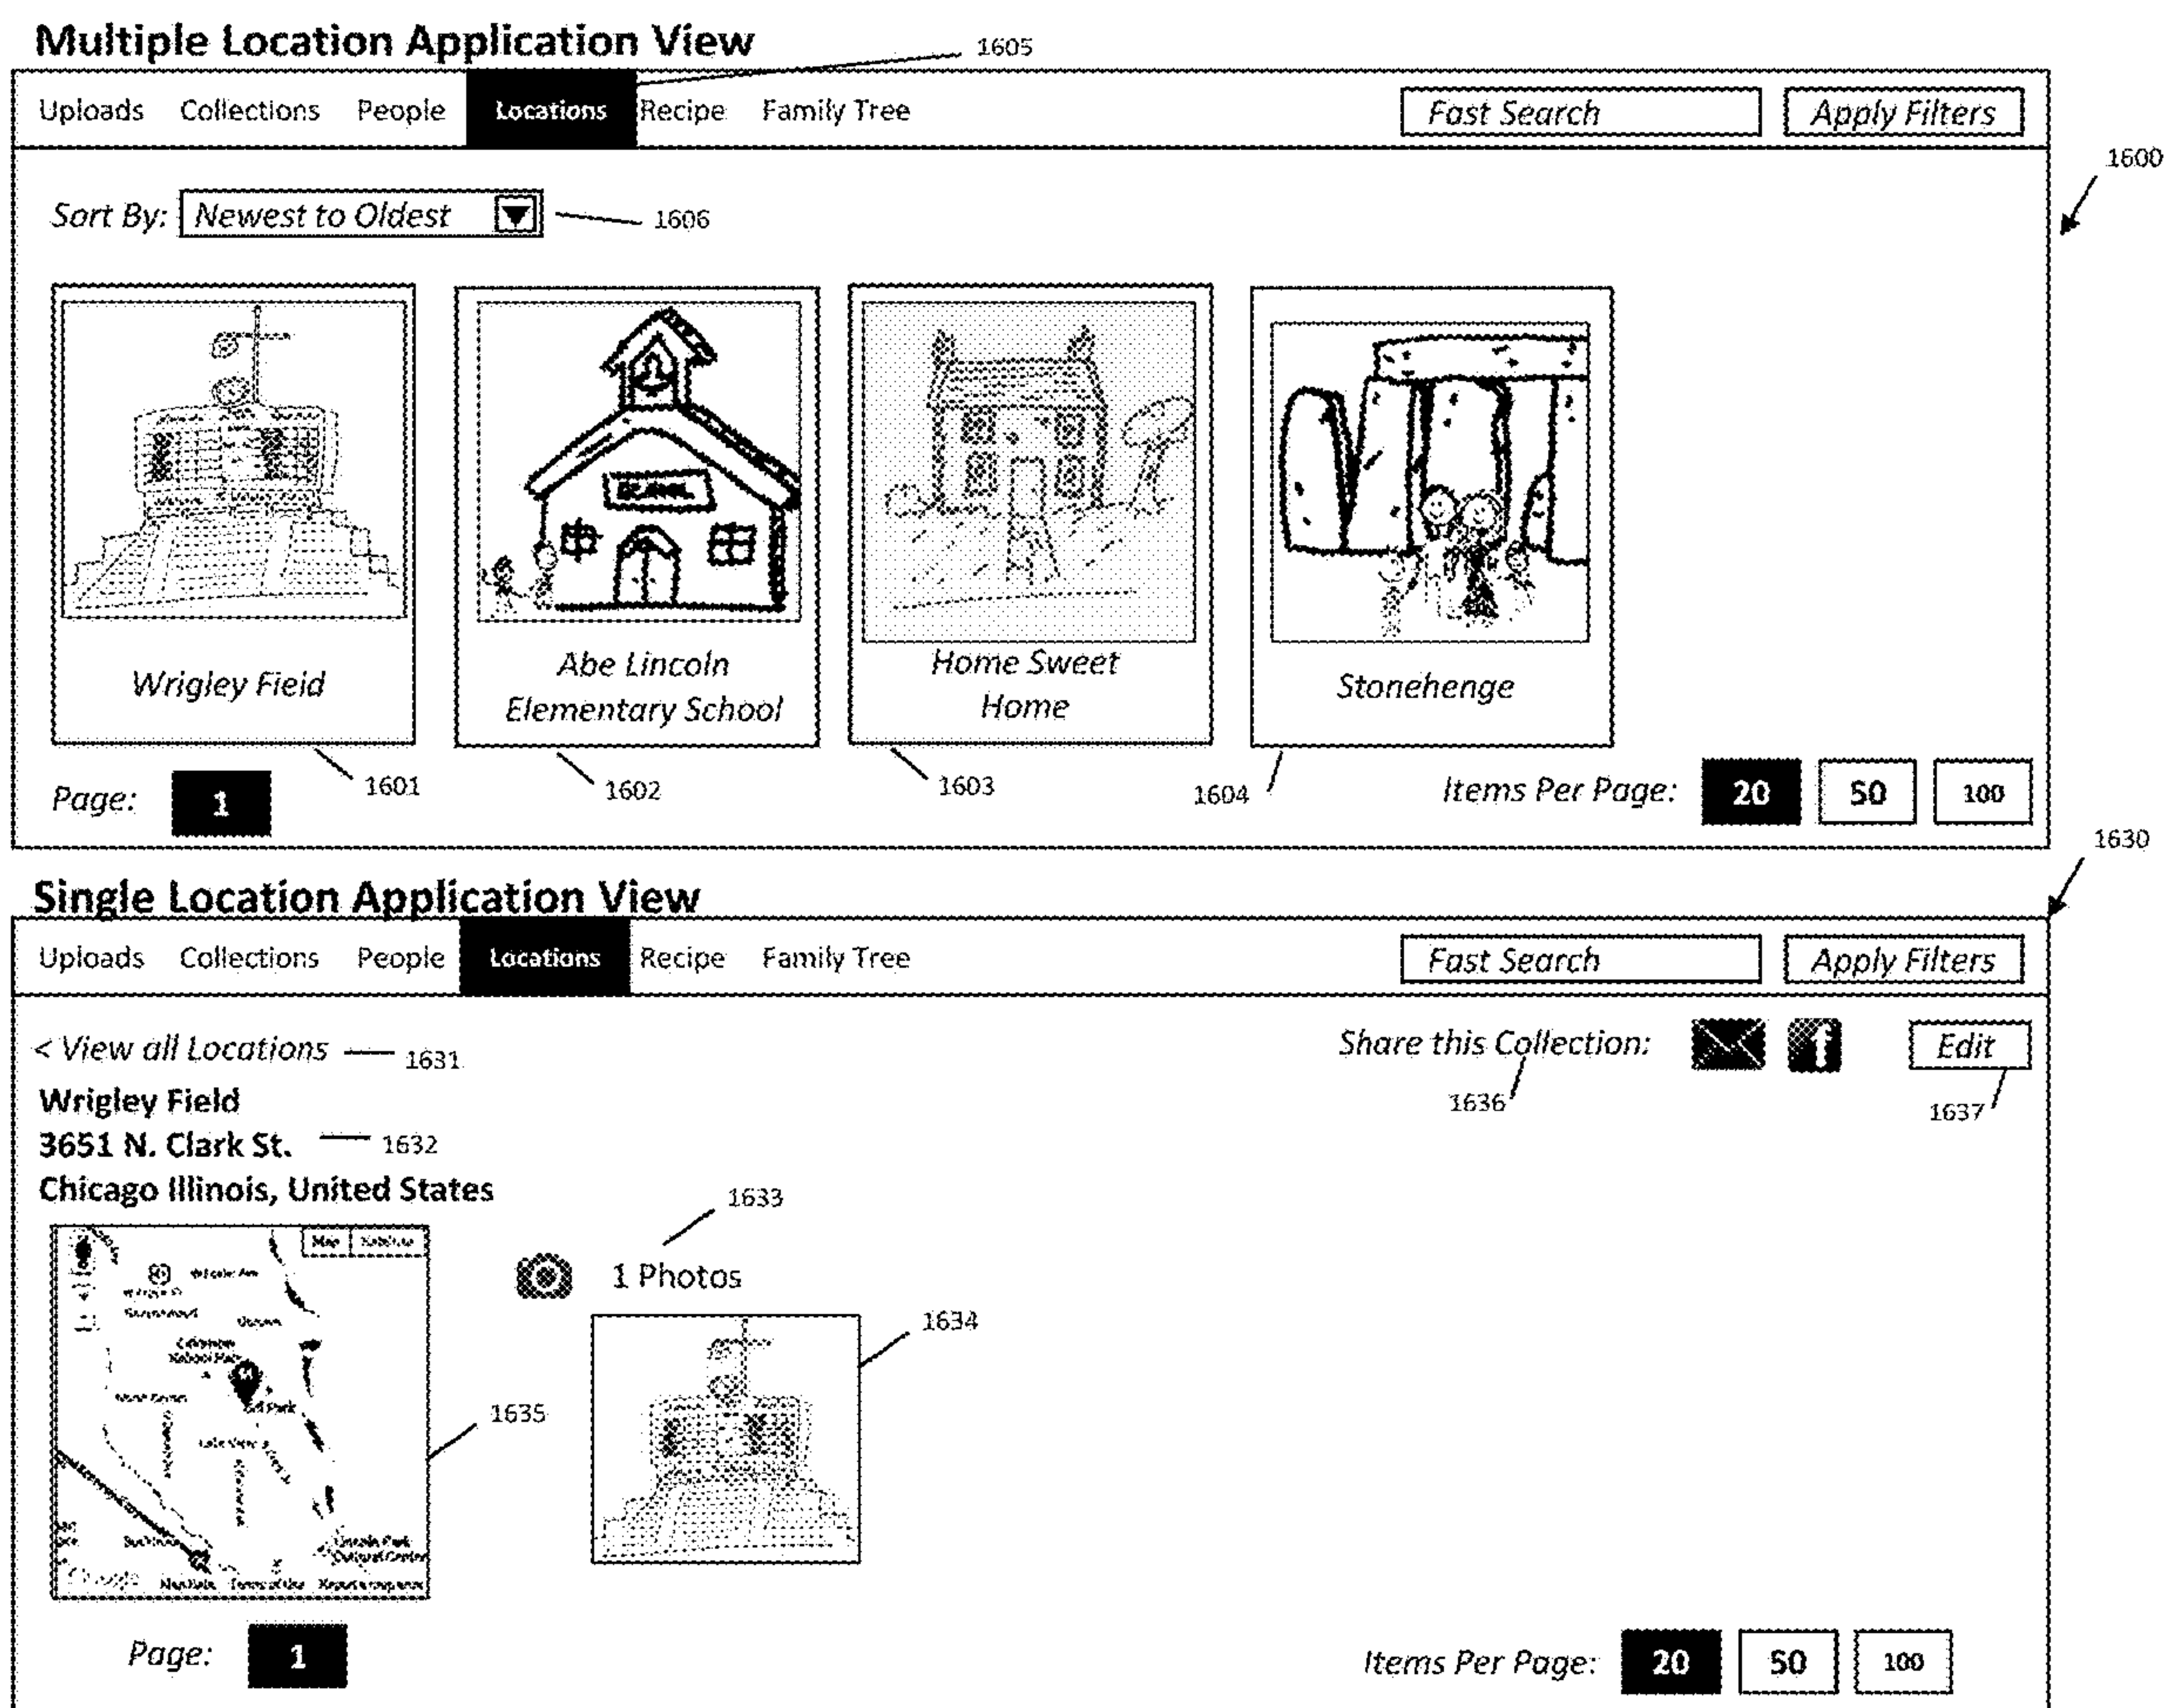 Multiple Location Application View
1605
Uploads Collections People Locations Recipe Family Tree Fast Search Apply Filters
1600
Sort By: Newest to Oldest 1606
Wrigley Field
Abe Lincoln
Elementary School
Home Sweet
Home
Stonehenge
1601 1602 1603 1604
Page: 1 Items Per Page: 20 50 100
1630
Single Location Application View
Uploads Collections People Locations Recipe Family Tree Fast Search Apply Filters
< View all Locations 1631 Share this Collection: f Edit
1636 1637
Wrigley Field
3651 N. Clark St. 1632
Chicago Illinois, United States
1633
Map
1 Photos
1634
1635
Page: 1 Items Per Page: 20 50 100